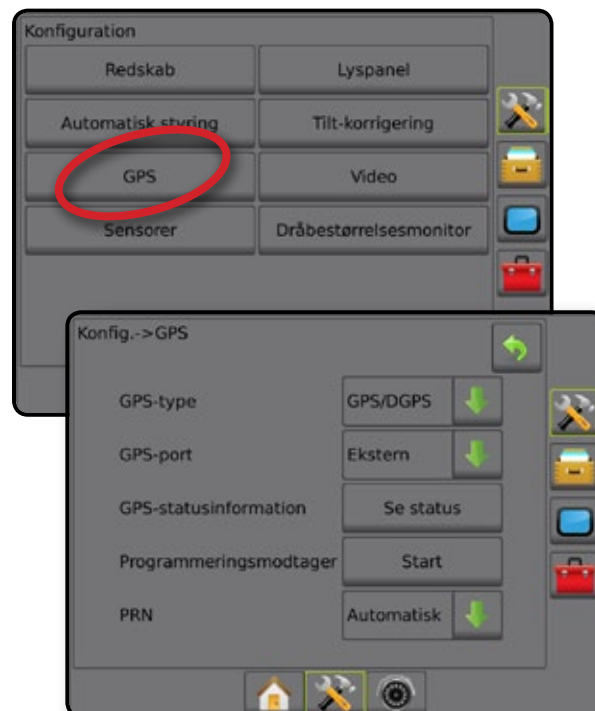 Konfiguration
Redskab
Lyspanel
Automatisk styring
Tilt-korrigering
GPS
Video
Sensorer
Dråbestørrelsesmonitor
Konfig.->GPS
GPS-type
GPS/DGPS
GPS-port
Ekstern
GPS-statusinformation
Se status
Programmeringsmodtager
Start
PRN
Automatisk